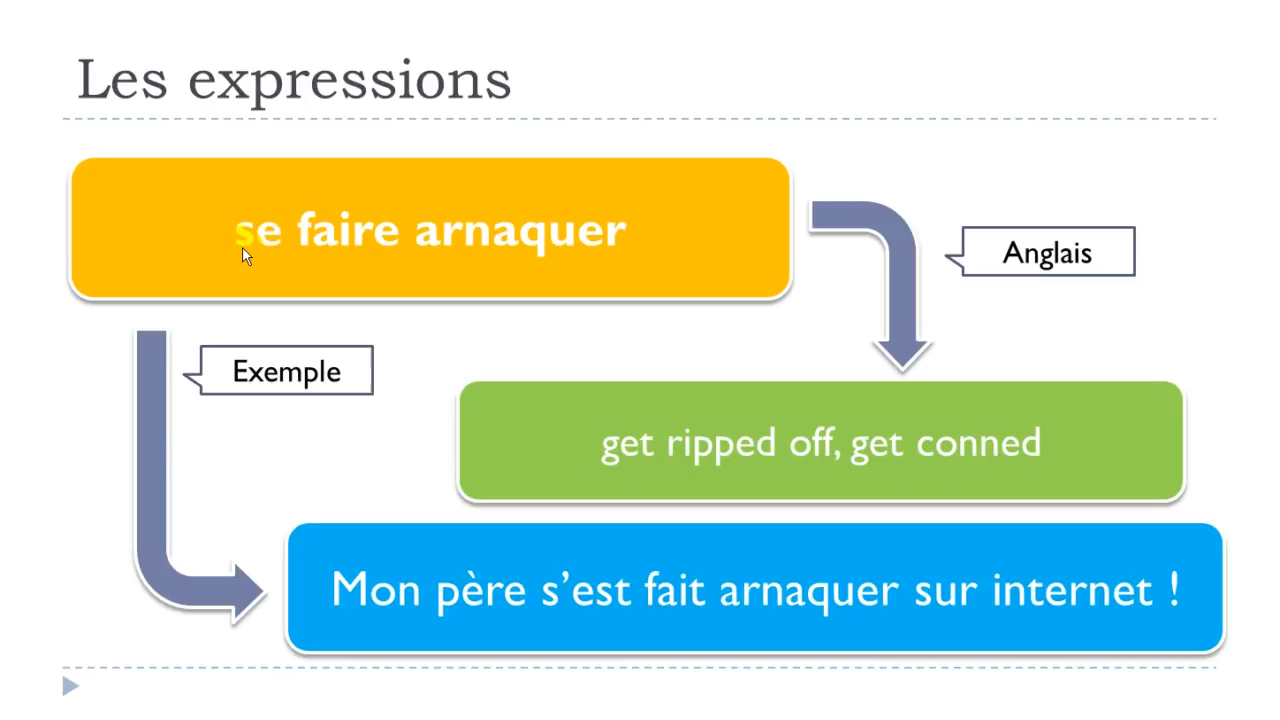 Les expressions
se faire arnaquer
Anglais
Exemple
get ripped off, get conned
Mon père s’est fait arnaquer sur internet !